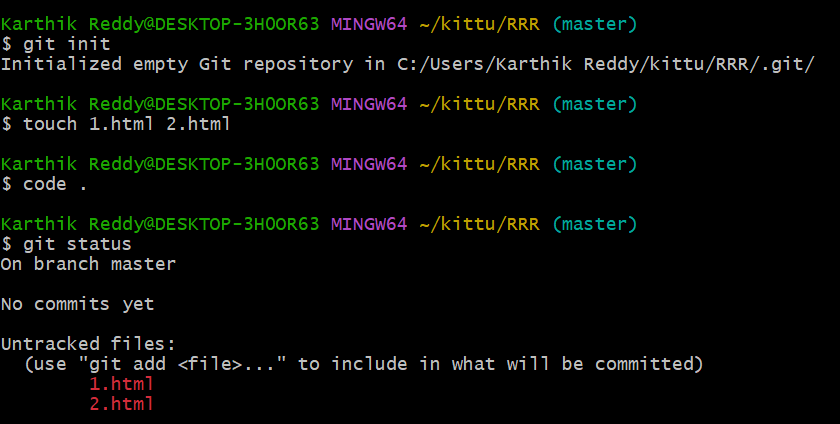 Karthik Reddy@DESKTOP-3HOOR63 MINGW64 ~/kittu/RRR (master)
$ git init
Initialized empty Git repository in C:/Users/Karthik Reddy/kittu/RRR/.git/
Karthik Reddy@DESKTOP-3HOOR63 MINGW64 ~/kittu/RRR (master)
$ touch 1.html 2.html
Karthik Reddy@DESKTOP-3HOOR63 MINGW64 ~/kittu/RRR (master)
$ code .
Karthik Reddy@DESKTOP-3HOOR63 MINGW64 ~/kittu/RRR (master)
$ git status
On branch master
No commits yet
Untracked files:
(use "git add <file>..." to include in what will be committed)
1.html
2.html